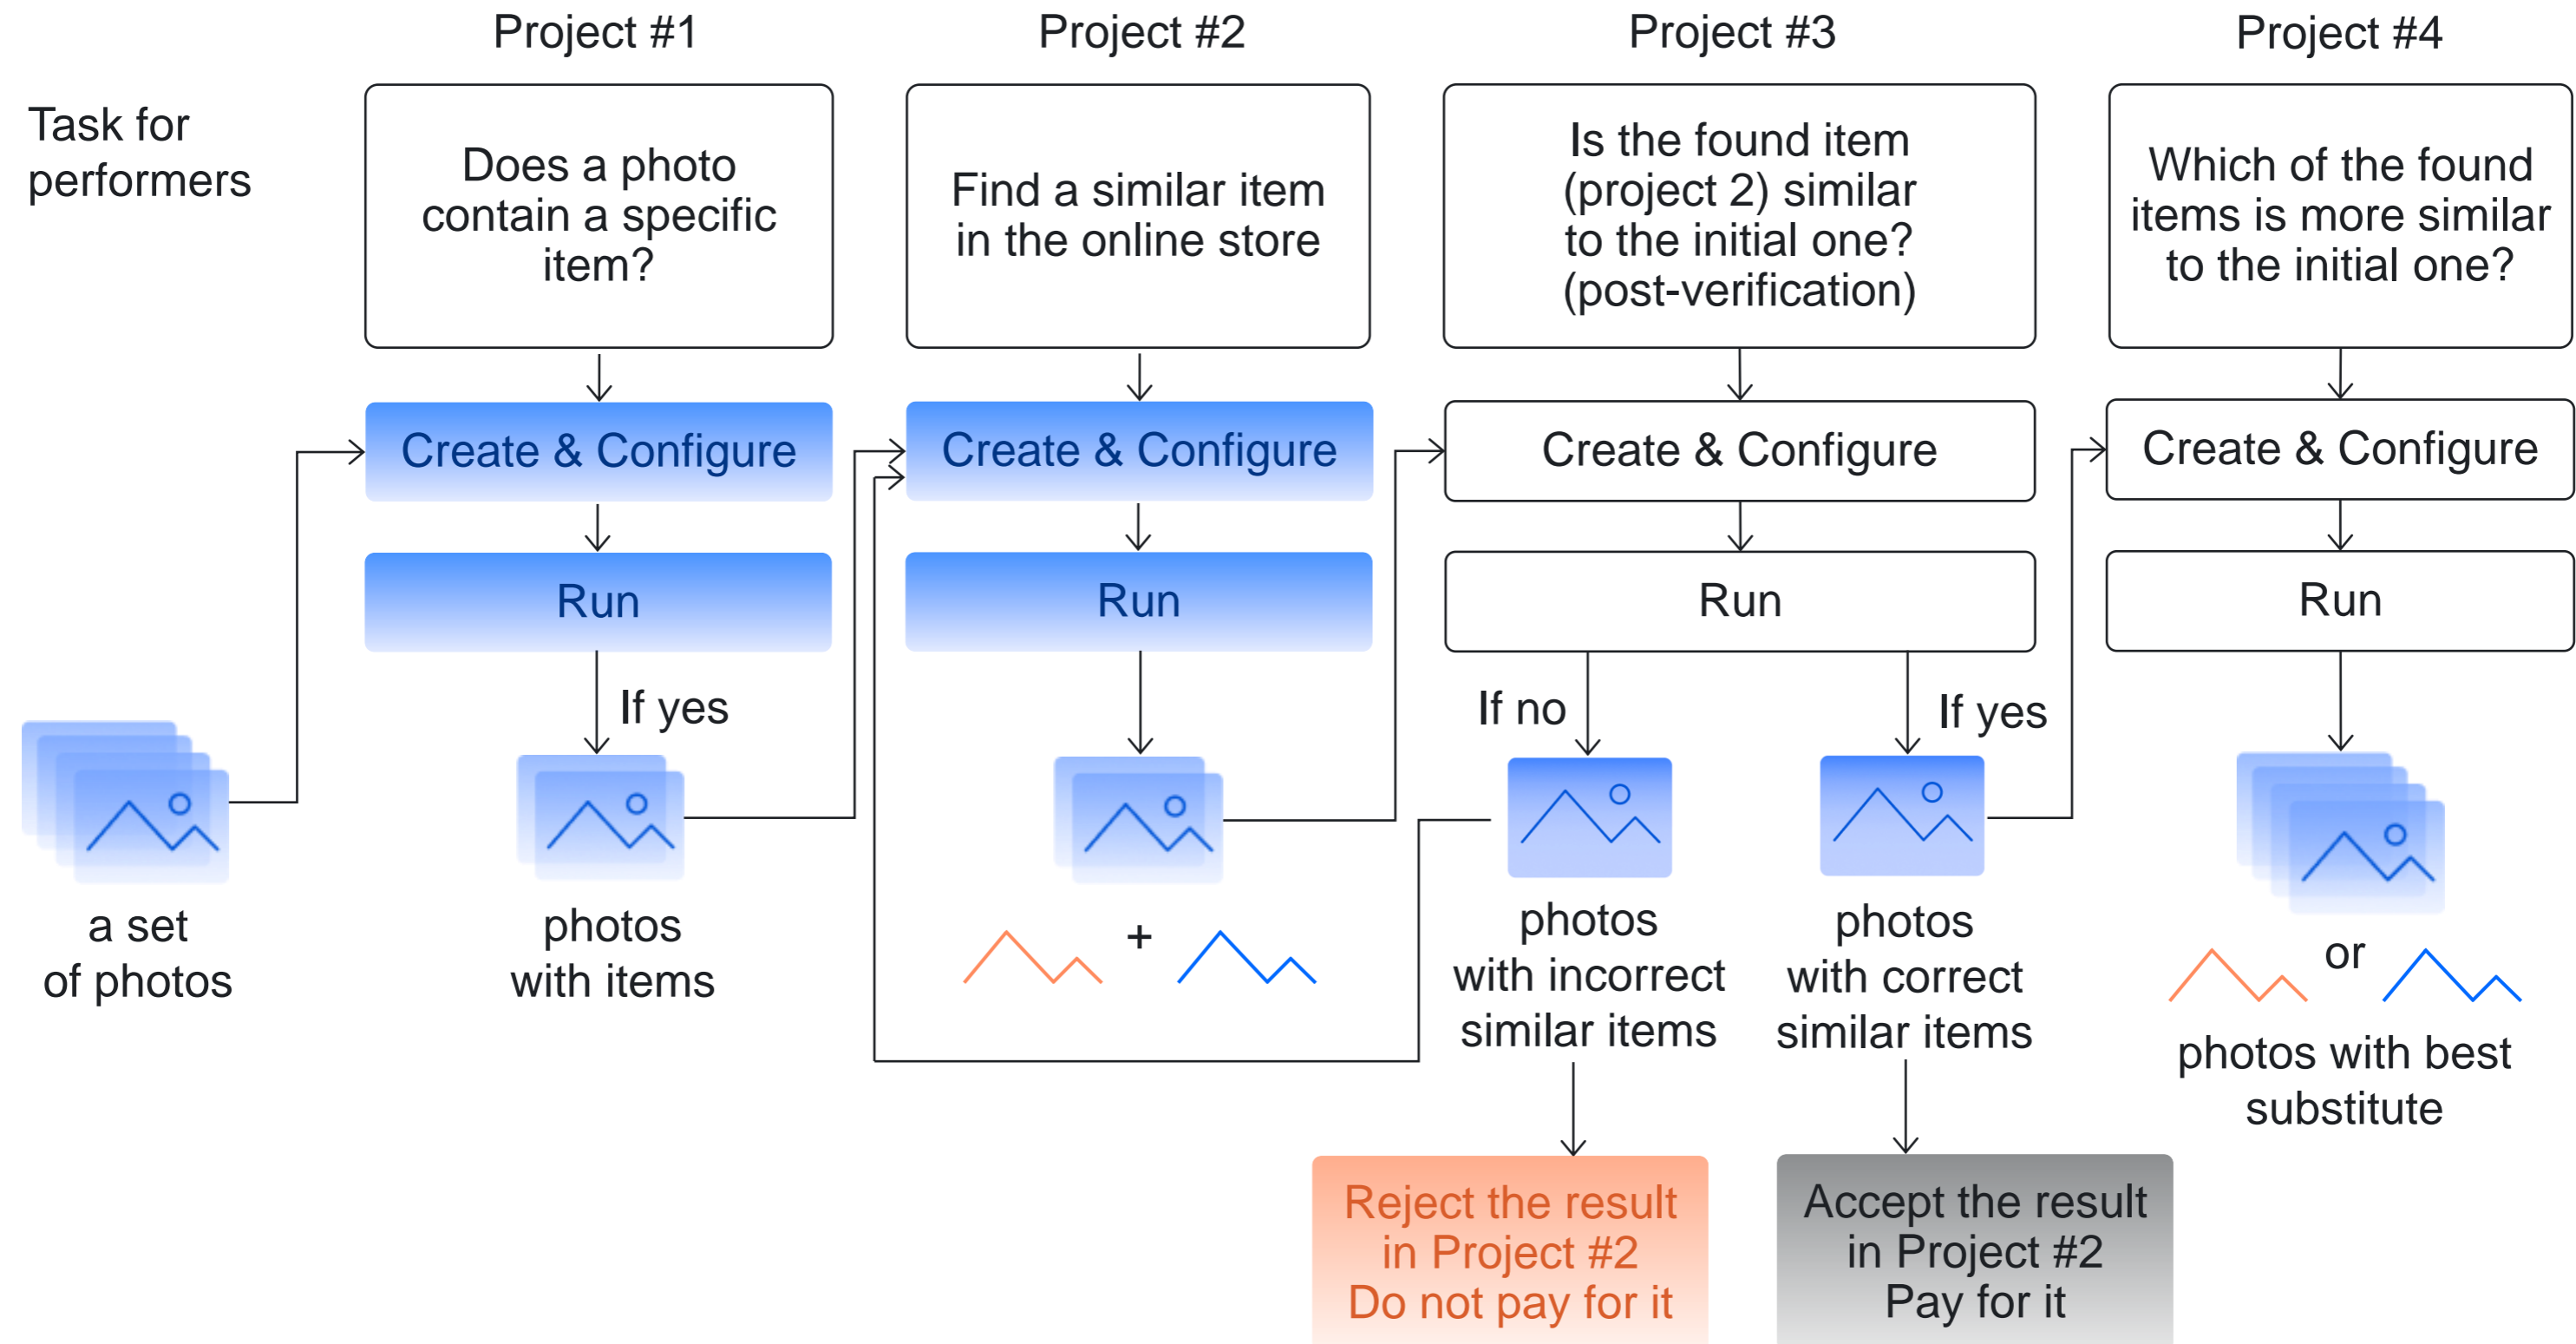 Project #1
Project #2
Project #3
Project #4
Task for
performers
Does a photo
contain a specific
item?
Find a similar item
in the online store
Is the found item
(project 2) similar
to the initial one?
(post-verification)
Which of the found
items is more similar
to the initial one?
Create & Configure
Create & Configure
Create & Configure
Create & Configure
Run
Run
Run
Run
If yes
If no
If yes
a set
of photos
photos
with items
+
photos
with incorrect
similar items
photos
with correct
similar items
or
photos with best
substitute
Reject the result
in Project #2
Do not pay for it
Accept the result
in Project #2
Pay for it